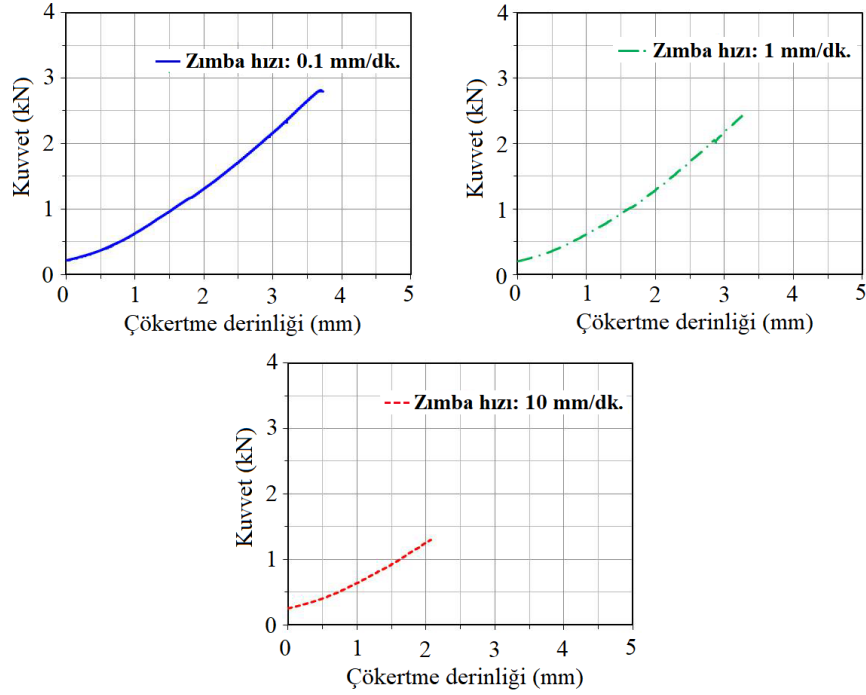 Zımba hızı: 0.1 mm/dk.
Kuvvet (kN)
4
3
2
1
0
0 1 2 3 4 5
Çökertme derinliği (mm)
Zımba hızı: 1 mm/dk.
Kuvvet (kN)
4
3
2
1
0
0 1 2 3 4 5
Çökertme derinliği (mm)
Zımba hızı: 10 mm/dk.
Kuvvet (kN)
4
3
2
1
0
0 1 2 3 4 5
Çökertme derinliği (mm)